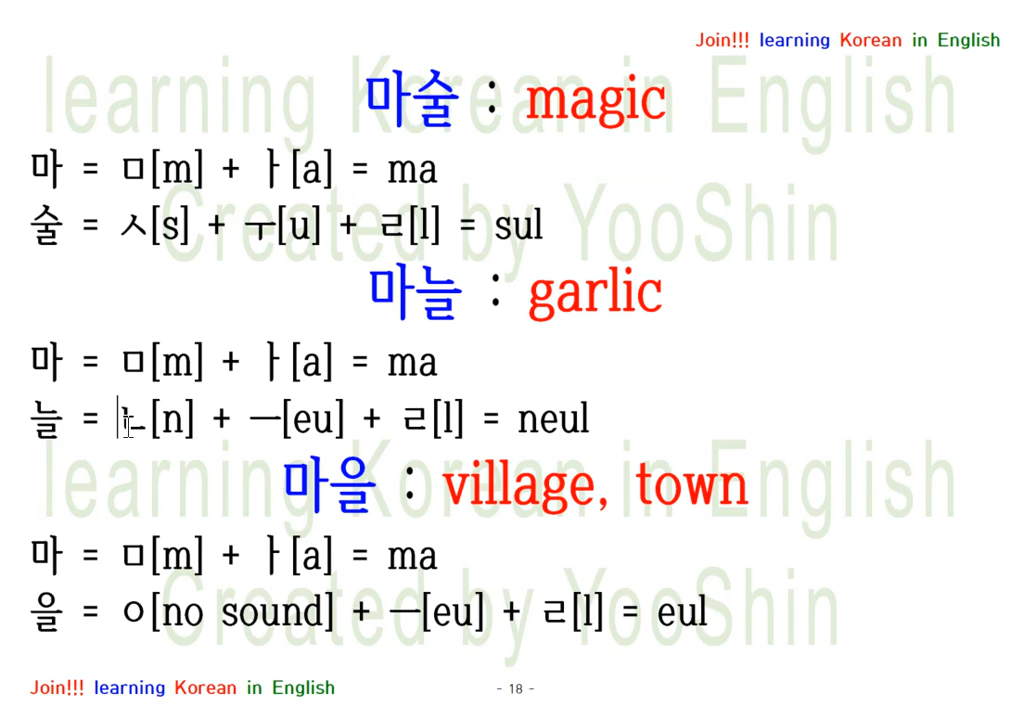 Join!!! learning Korean in English
learning Korean in English
마술 : magic
마 = ㅁ[m] + ㅏ[a] = ma
Created by YooShin
술 = ㅅ[s] + ㅜ[u] + ㄹ[l] = sul
마늘 : garlic
마 = ㅁ[m] + ㅏ[a] = ma
늘 = ㄴ[n] + ㅡ[eu] + ㄹ[l] = neul
learning Korean in English
마을 : village, town
마 = ㅁ[m] + ㅏ[a] = ma
Created by YooShin
을 = ㅇ[no sound] + ㅡ[eu] + ㄹ[l] = eul
Join!!! learning Korean in English
- 18 -